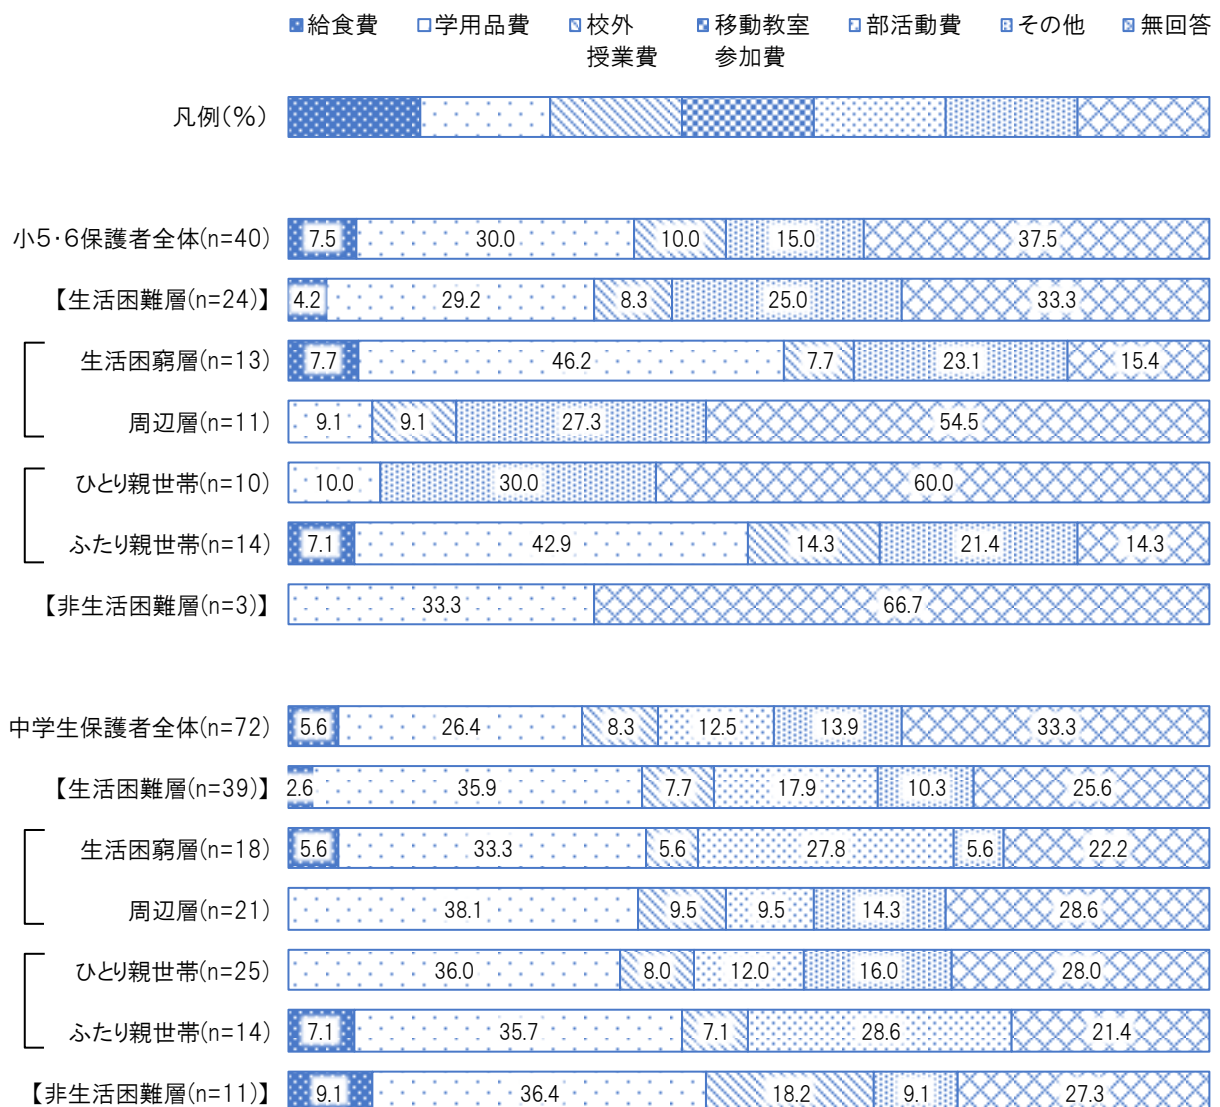 給食費 学用品費 校外 移動教室 部活動費 その他 無回答
授業費 参加費
凡例(%)
小5・6保護者全体(n=40) 7.5 30.0 10.0 15.0 37.5
【生活困難層(n=24)】 4.2 29.2 8.3 25.0 33.3
生活困窮層(n=13) 7.7 46.2 7.7 23.1 15.4
周辺層(n=11) 9.1 9.1 27.3 54.5
ひとり親世帯(n=10) 10.0 30.0 60.0
ふたり親世帯(n=14) 7.1 42.9 14.3 21.4 14.3
【非生活困難層(n=3)】 33.3 66.7
中学生保護者全体(n=72) 5.6 26.4 8.3 12.5 13.9 33.3
【生活困難層(n=39)】 2.6 35.9 7.7 17.9 10.3 25.6
生活困窮層(n=18) 5.6 33.3 5.6 27.8 5.6 22.2
周辺層(n=21) 38.1 9.5 9.5 14.3 28.6
ひとり親世帯(n=25) 36.0 8.0 12.0 16.0 28.0
ふたり親世帯(n=14) 7.1 35.7 7.1 28.6 21.4
【非生活困難層(n=11)】 9.1 36.4 18.2 9.1 27.3